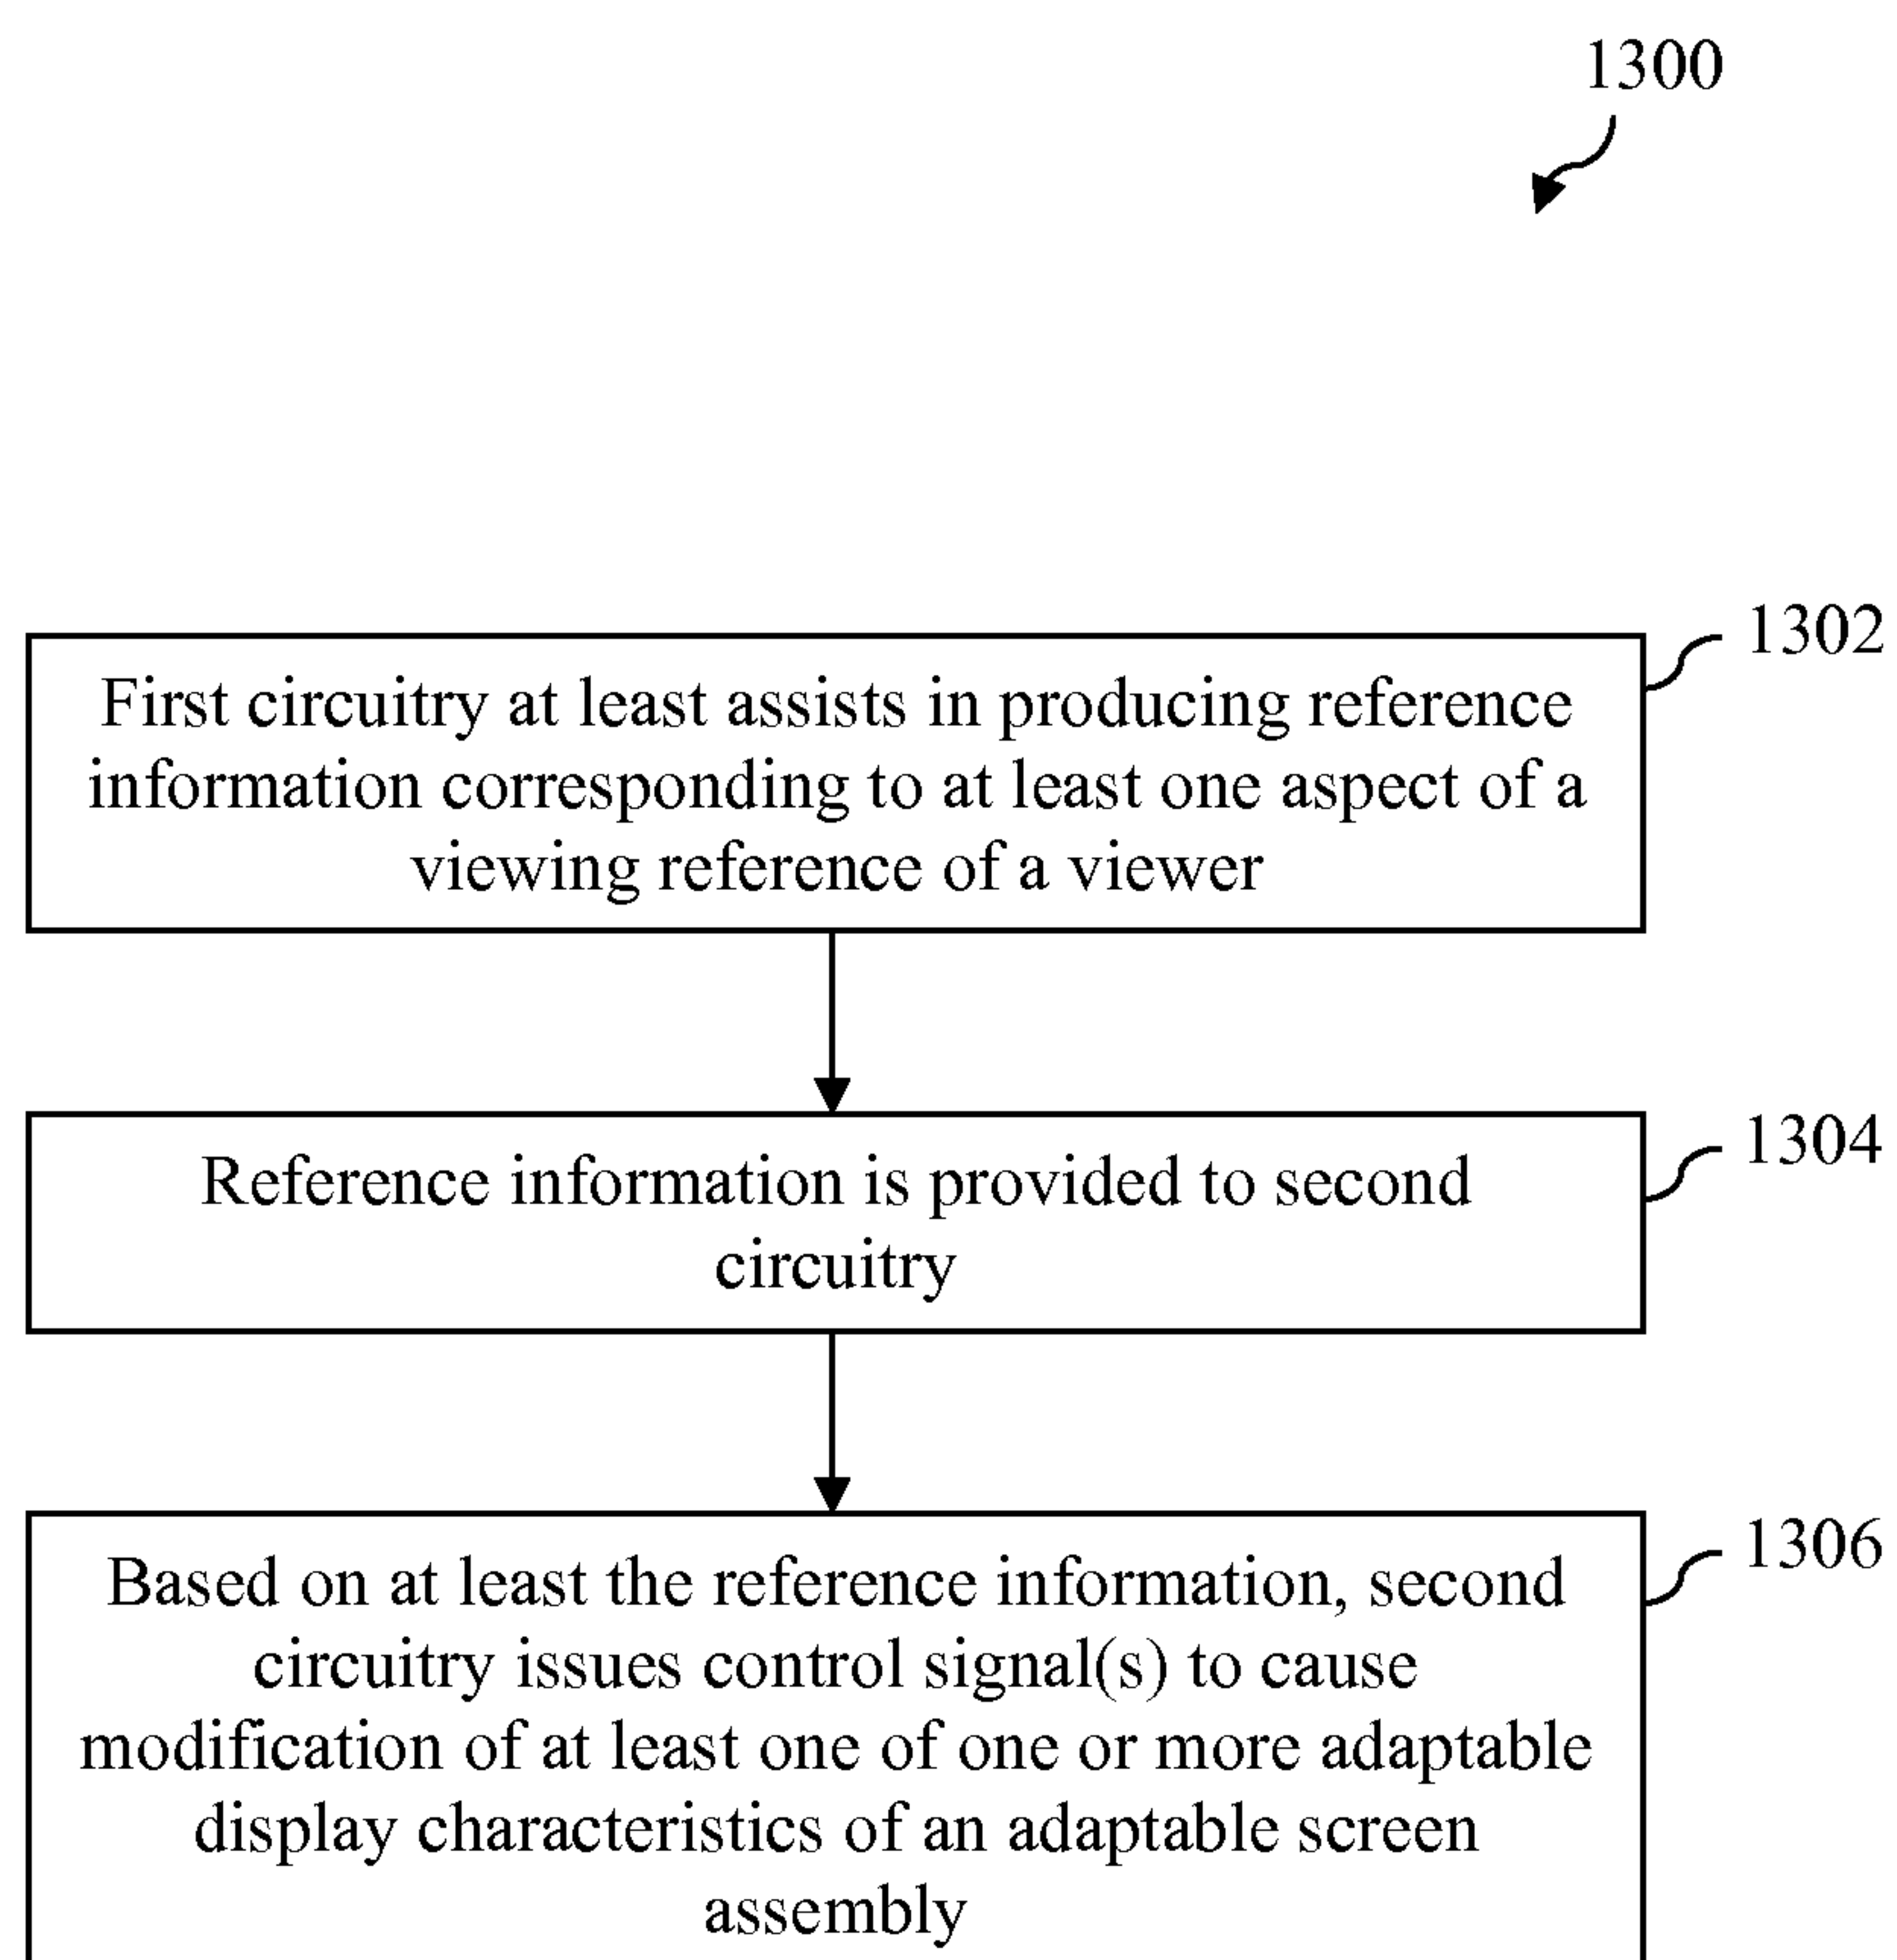 1300
1302
First circuitry at least assists in producing reference
information corresponding to at least one aspect of a
viewing reference of a viewer
1304
Reference information is provided to second
circuitry
1306
Based on at least the reference information, second
circuitry issues control signal(s) to cause
modification of at least one of one or more adaptable
display characteristics of an adaptable screen
assembly